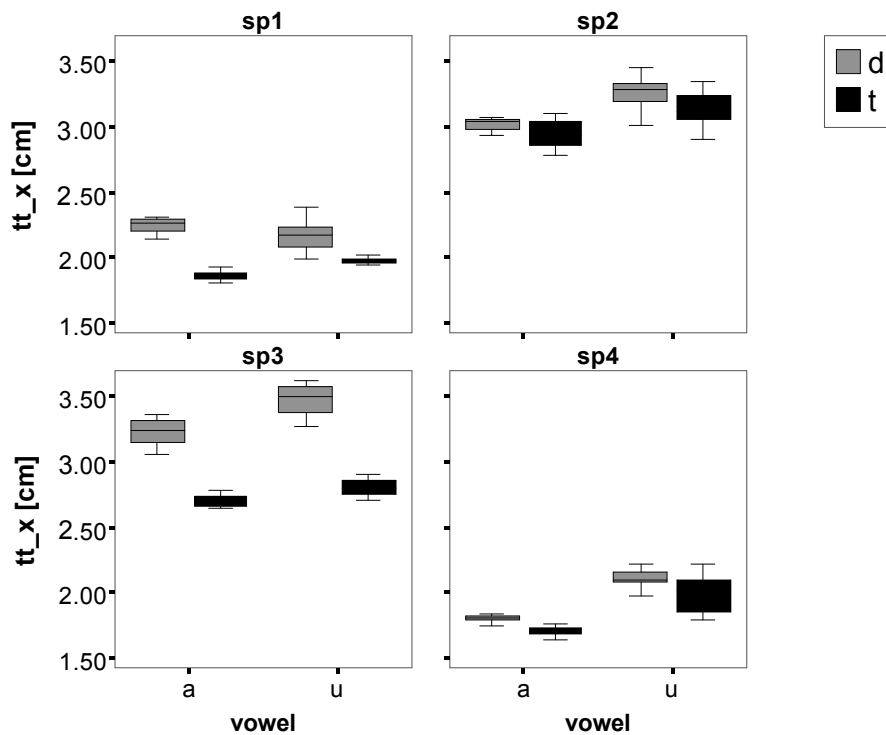 sp1
sp2
d
t
tt_x [cm]
3.50
3.00
2.50
2.00
1.50
sp3
sp4
tt_x [cm]
3.50
3.00
2.50
2.00
1.50
a
u
a
u
vowel
vowel